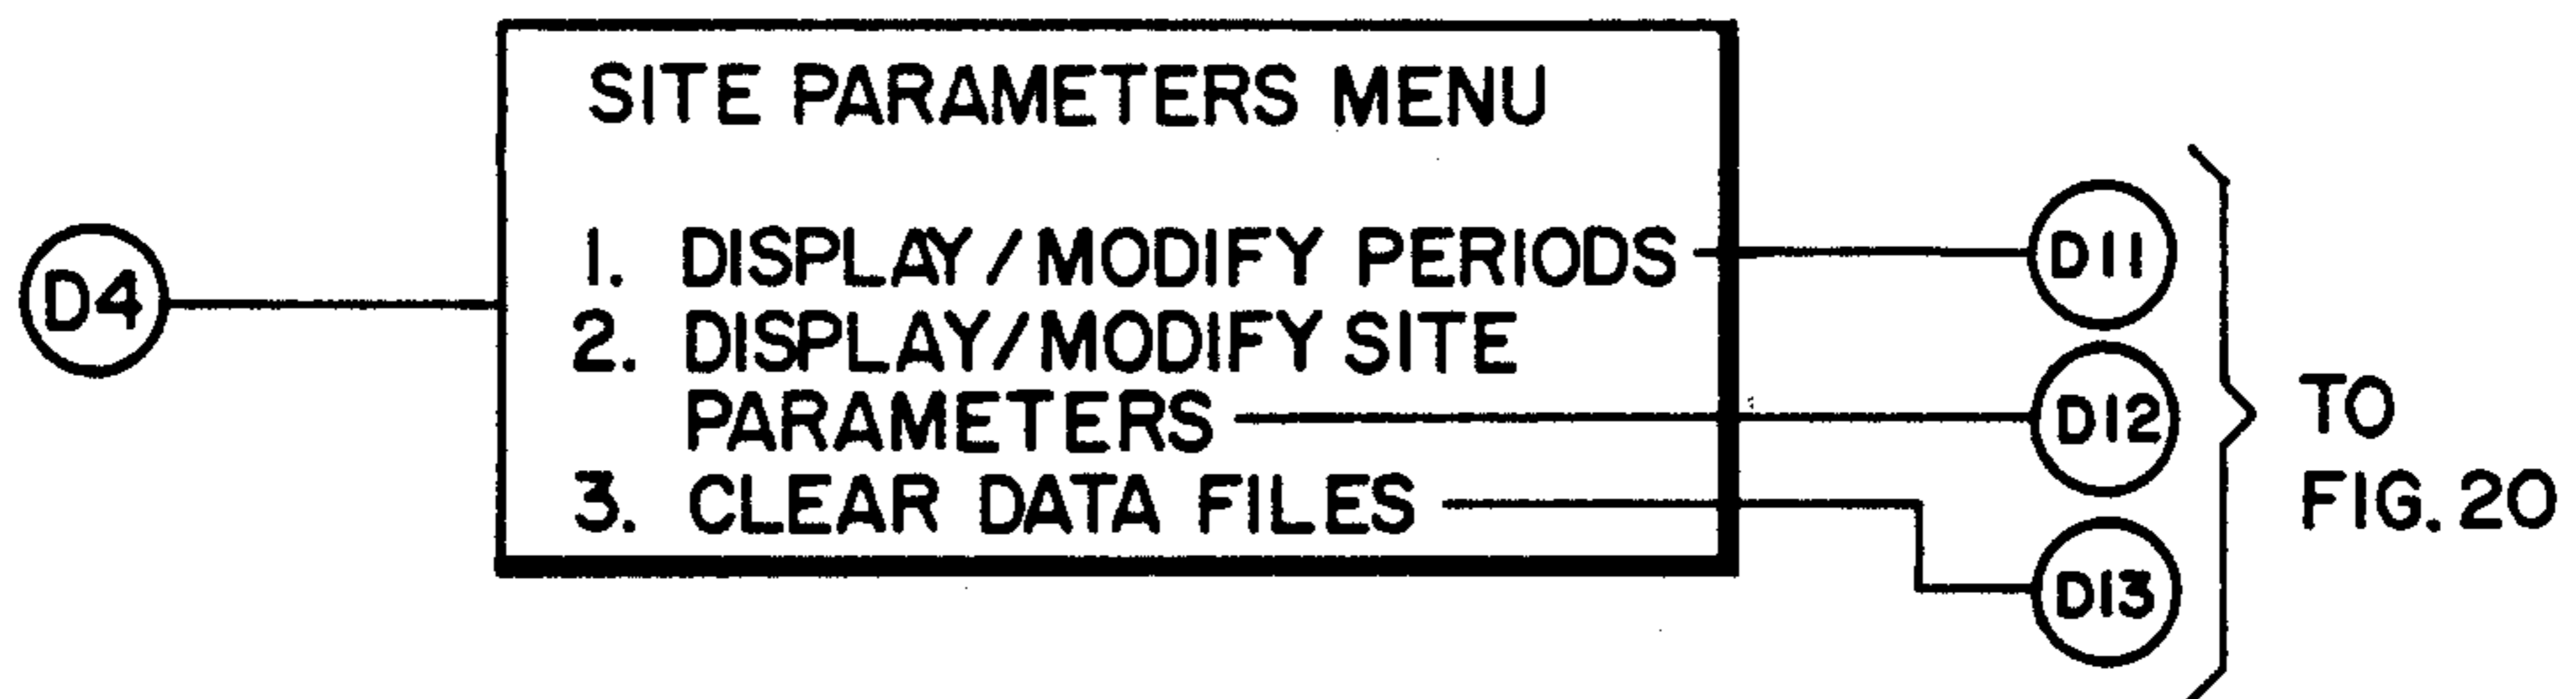 SITE PARAMETERS MENU
D4
1. DISPLAY/MODIFY PERIODS
2. DISPLAY/MODIFY SITE
PARAMETERS
3. CLEAR DATA FILES
D11
D12
D13
TO
FIG. 20